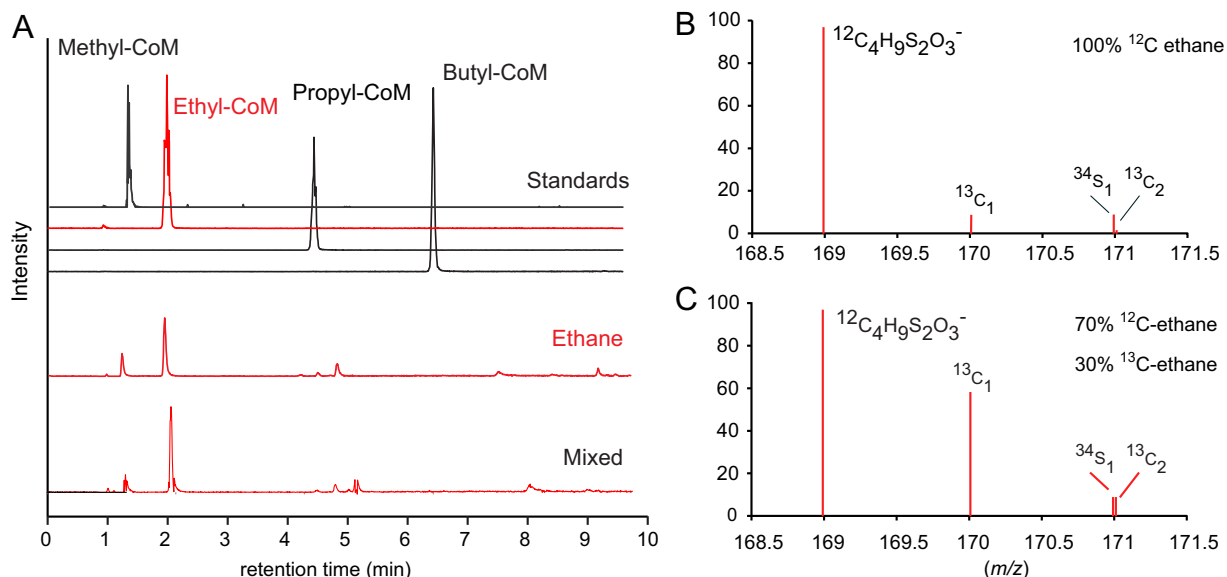 A
Methyl-CoM
Ethyl-CoM
Propyl-CoM
Butyl-CoM
Standards
Ethane
Mixed
Intensity
0 1 2 3 4 5 6 7 8 9 10
retention time (min)
B
¹²C₄H₉S₂O₃⁻
100% ¹²C ethane
100
80
60
40
20
0
¹³C₁
³⁴S₁
¹³C₂
168.5 169 169.5 170 170.5 171 171.5
C
¹²C₄H₉S₂O₃⁻
70% ¹²C-ethane
30% ¹³C-ethane
100
80
60
40
20
0
¹³C₁
³⁴S₁
¹³C₂
168.5 169 169.5 170 170.5 171 171.5
(m/z)